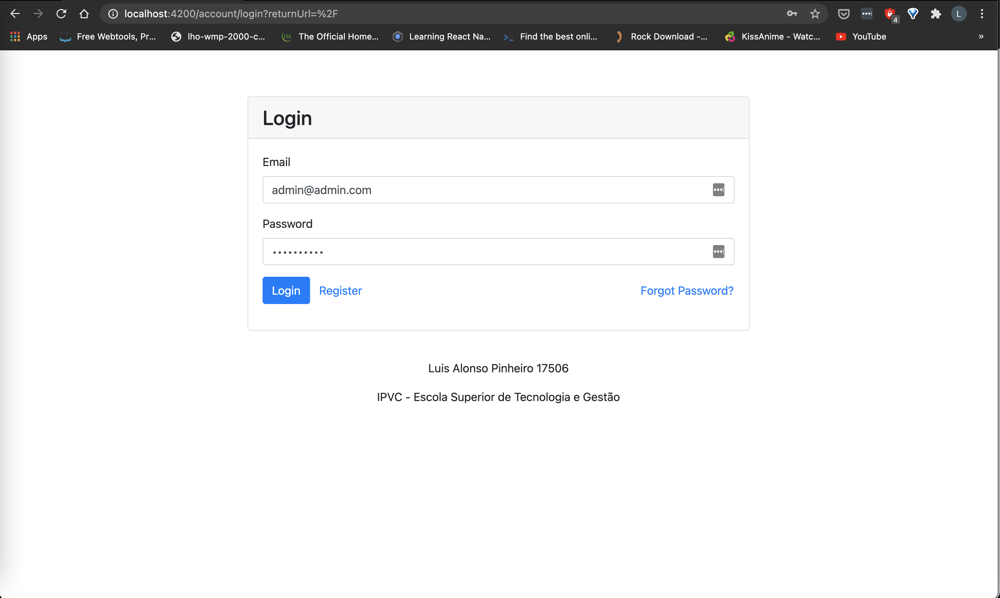 localhost:4200/account/login?returnUrl=%2F
4
L
Apps
Free Webtools, Pr...
lho-wmp-2000-c...
YTS
The Official Home...
Learning React Na...
Find the best onli...
Rock Download -...
KissAnime - Watc...
YouTube
»
Login
Email
admin@admin.com
Password
••••••••••
Login Register Forgot Password?
Luis Alonso Pinheiro 17506
IPVC - Escola Superior de Tecnologia e Gestão